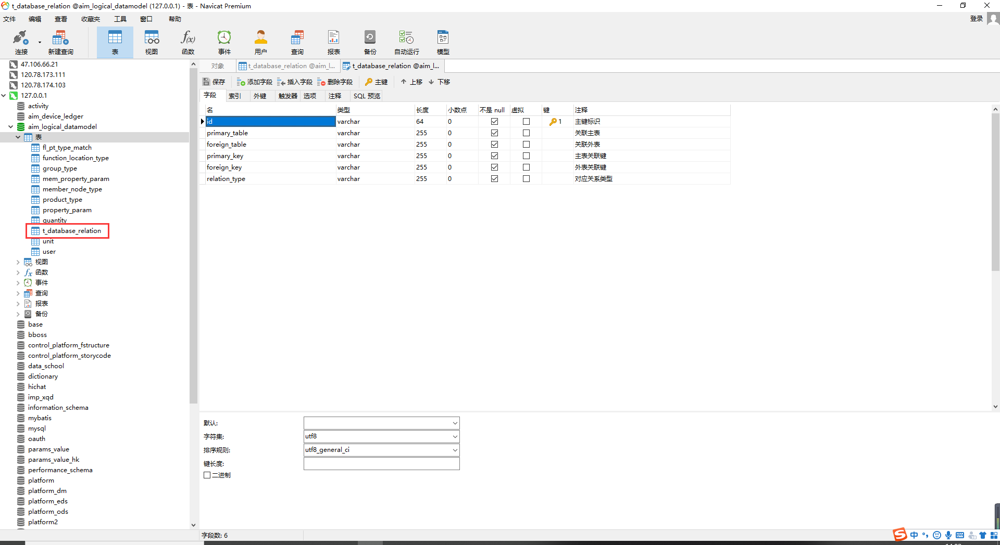 t_database_relation @aim_logical_datamodel (127.0.0.1) - 表 - Navicat Premium
文件 编辑 查看 收藏夹 工具 窗口 帮助 登录
连接 新建查询 表 视图 函数 事件 用户 查询 报表 备份 自动运行 模型
47.106.66.21
120.78.173.111
120.78.174.103
127.0.0.1
activity
aim_device_ledger
aim_logical_datamodel
表
fl_pt_type_match
function_location_type
group_type
mem_property_param
member_node_type
product_type
property_param
quantity
t_database_relation
unit
user
视图
函数
事件
查询
报表
备份
base
bboss
control_platform_fstructure
control_platform_storycode
data_school
dictionary
hichat
imp_xqd
information_schema
mybatis
mysql
oauth
params_value
params_value_hk
performance_schema
platform
platform_dm
platform_eds
platform_ods
platform2
对象 t_database_relation @aim_l... t_database_relation @aim_l...
保存 添加字段 插入字段 删除字段 主键 上移 下移
字段 索引 外键 触发器 选项 注释 SQL 预览
名 类型 长度 小数点 不是 null 虚拟 键 注释
id varchar 64 0 1 主键标识
primary_table varchar 255 0 关联主表
foreign_table varchar 255 0 关联外表
primary_key varchar 255 0 主表关联键
foreign_key varchar 255 0 外表关联键
relation_type varchar 255 0 对应关系类型
默认:
字符集: utf8
排序规则: utf8_general_ci
键长度:
二进制
字段数: 6
中